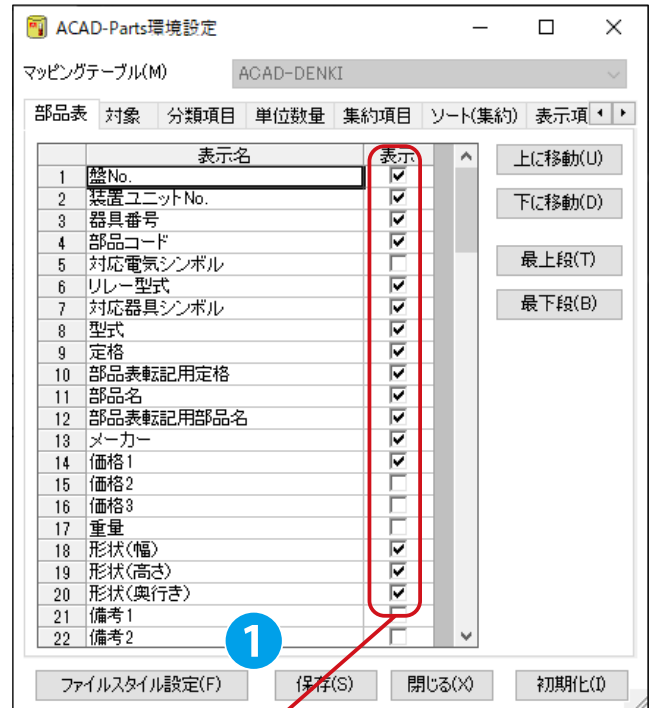 ACAD-Parts環境設定
マッピングテーブル(M) ACAD-DENKI
部品表 対象 分類項目 単位数量 集約項目 ソート(集約) 表示項
表示名 表示
1 盤No.
2 装置ユニットNo.
3 器具番号
4 部品コード
5 対応電気シンボル
6 リレー型式
7 対応器具シンボル
8 型式
9 定格
10 部品表転記用定格
11 部品名
12 部品表転記用部品名
13 メーカー
14 価格1
15 価格2
16 価格3
17 重量
18 形状(幅)
19 形状(高さ)
20 形状(奥行き)
21 備考1
22 備考2
上に移動(U)
下に移動(D)
最上段(T)
最下段(B)
1
ファイルスタイル設定(F) 保存(S) 閉じる(X) 初期化(I)